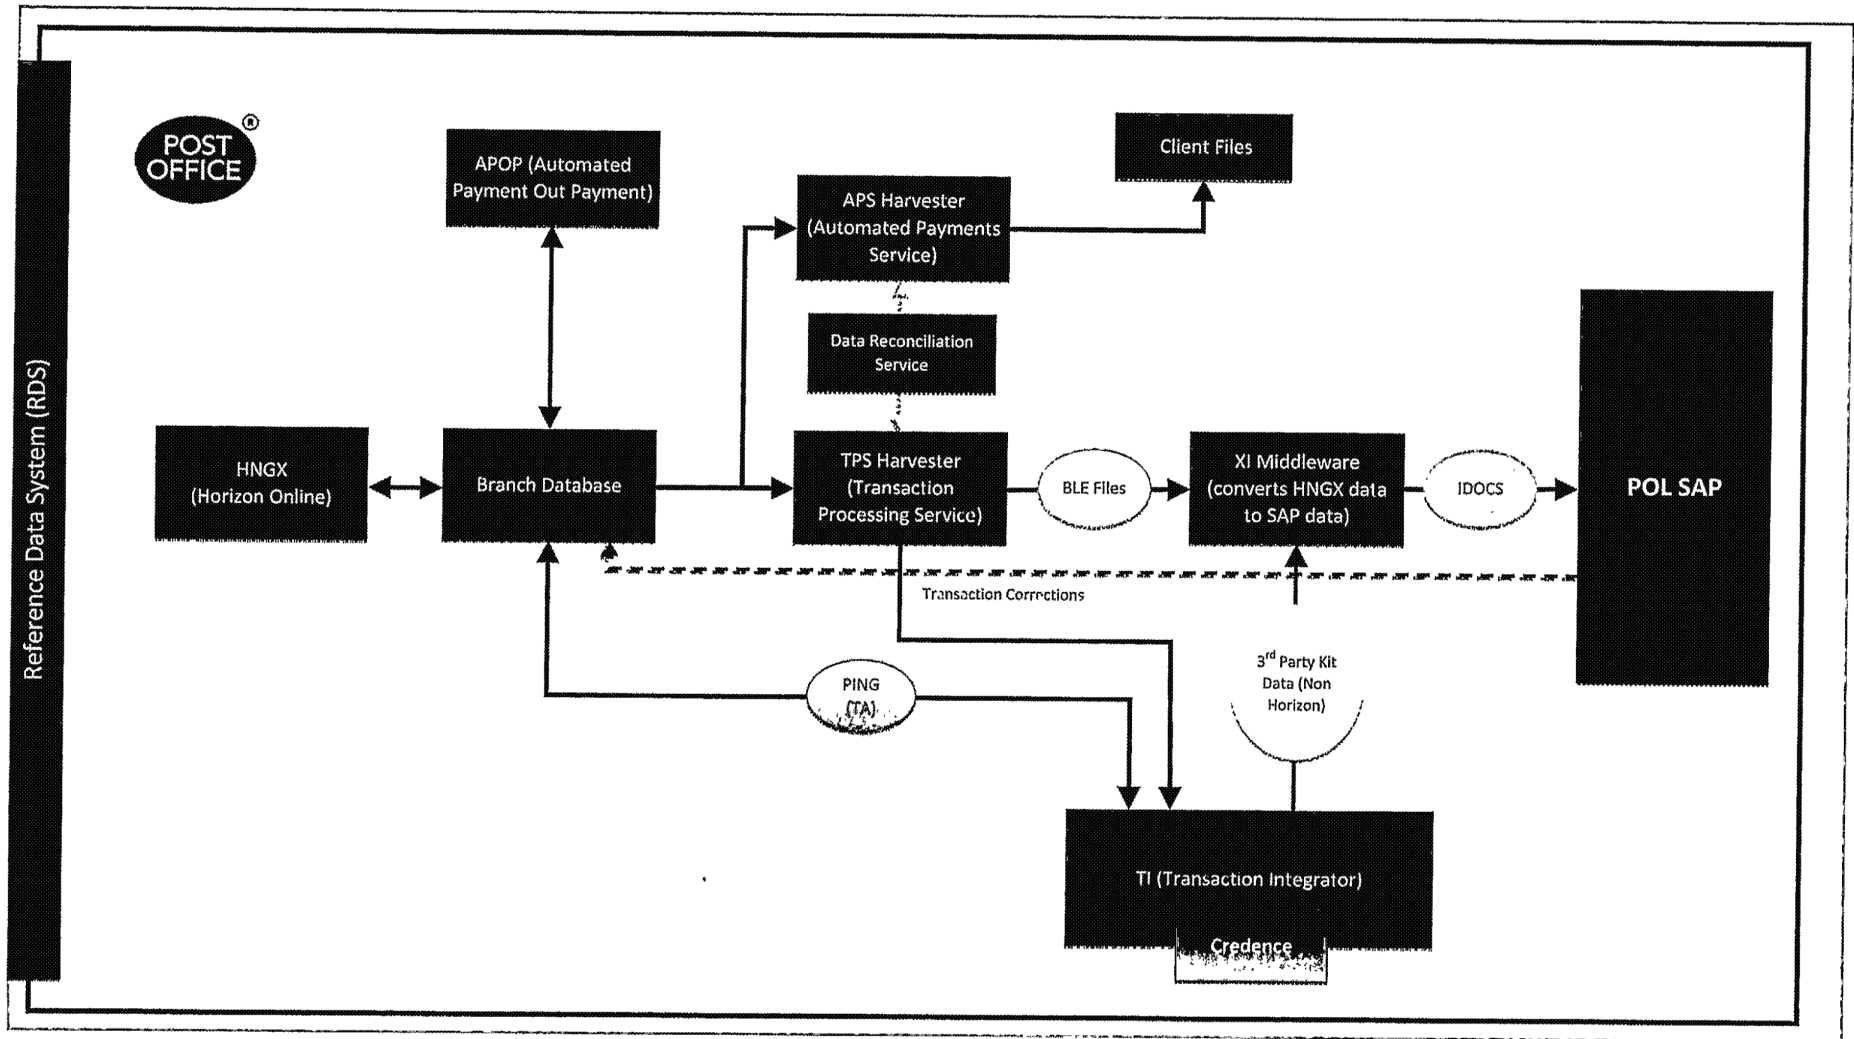 Reference Data System (RDS)
POST
OFFICE
®
APOP (Automated
Payment Out Payment)
APS Harvester
(Automated Payments
Service)
Client Files
Data Reconciliation
Service
HNGX
(Horizon Online)
Branch Database
TPS Harvester
(Transaction
Processing Service)
BLE Files
XI Middleware
(converts HNGX data
to SAP data)
IDOCS
POL SAP
Transaction Corrections
PING
(TA)
3rd Party Kit
Data (Non
Horizon)
TI (Transaction Integrator)
Credence